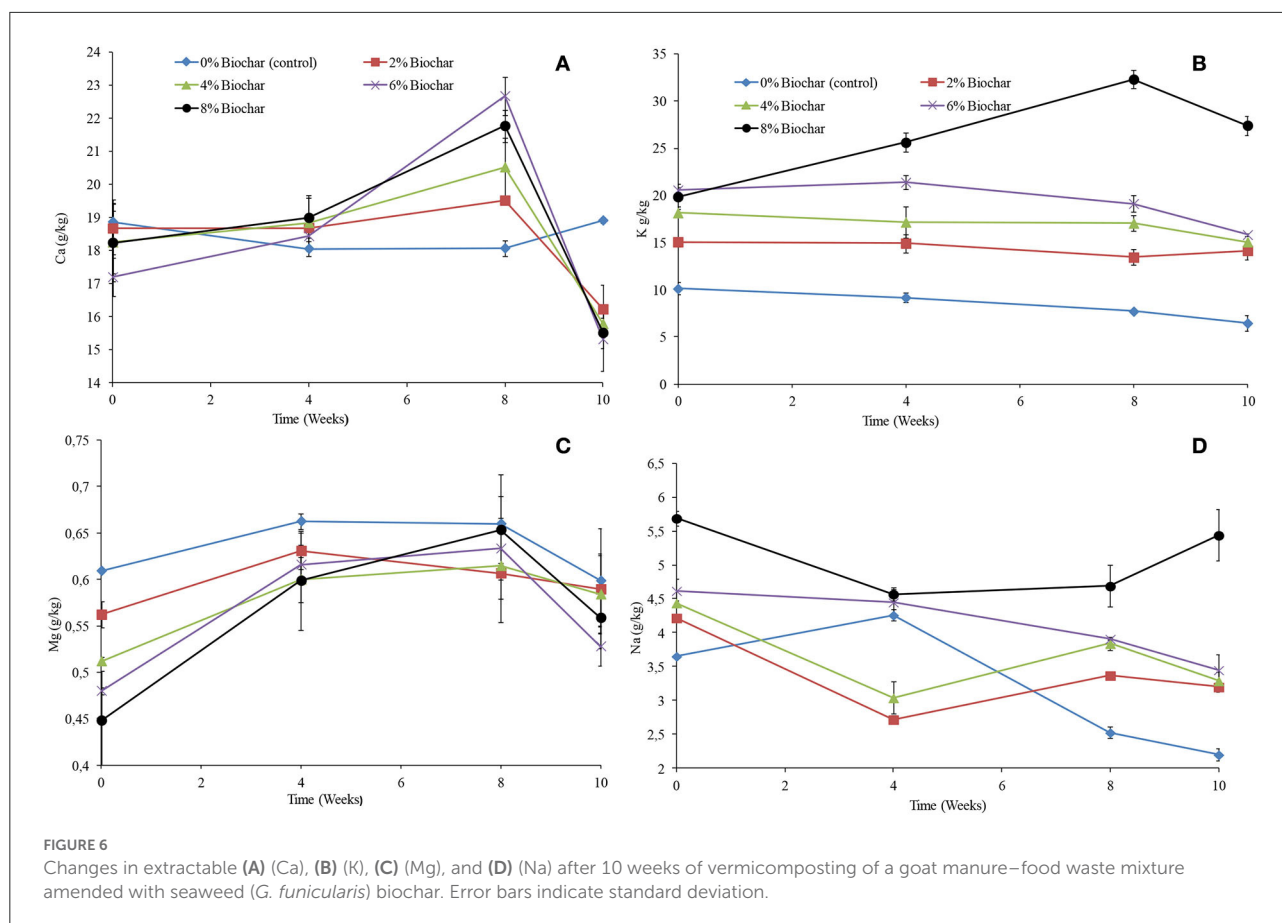 A
0% Biochar (control)
2% Biochar
4% Biochar
6% Biochar
8% Biochar
24
23
22
21
20
19
18
17
16
15
14
Ca (g/kg)
0 2 4 6 8 10
Time (Weeks)
B
0% Biochar (control)
2% Biochar
4% Biochar
6% Biochar
8% Biochar
35
30
25
20
15
10
5
0
K g/kg
0 2 4 6 8 10
Time (Weeks)
C
0,75
0,7
0,65
0,6
0,55
0,5
0,45
0,4
Mg (g/kg)
0 2 4 6 8 10
Time (Weeks)
D
6,5
6
5,5
5
4,5
4
3,5
3
2,5
2
Na (g/kg)
0 2 4 6 8 10
Time (Weeks)
FIGURE 6
Changes in extractable (A) (Ca), (B) (K), (C) (Mg), and (D) (Na) after 10 weeks of vermicomposting of a goat manure–food waste mixture
amended with seaweed (G. funicularis) biochar. Error bars indicate standard deviation.